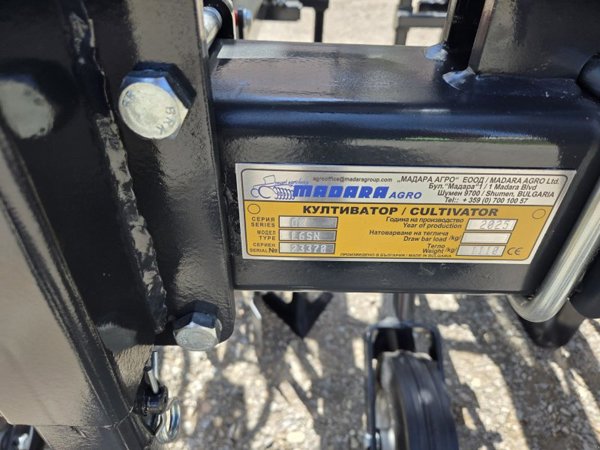 agrooffice@madaragroup.com
„МАДАРА АГРО" ЕООД / MADARA AGRO Ltd.
Бул."Мадара"1 / 1 Madara Blvd
Шумен 9700 / Shumen, BULGARIA
Tel.: + 359 (0) 700 100 57
MADARA AGRO
КУЛТИВАТОР / CULTIVATOR
СЕРИЯ
SERIES
Година на производство
Year of production
2025
МОДЕЛ
TYPE
Натоварване на теглича
Draw bar load /kg/
СЕРИЕН
SERIAL №
23370
Тегло
Weight /kg/
CE
ПРОИЗВЕДЕНО В БЪЛГАРИЯ / MADE IN BULGARIA